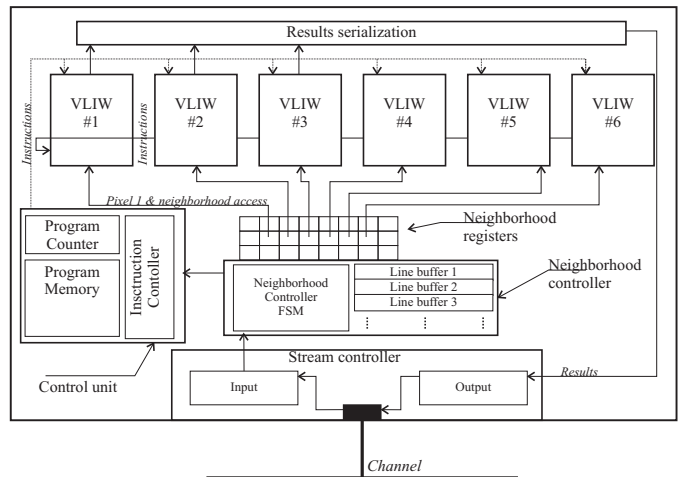 Results serialization
VLIW
#1
VLIW
#2
VLIW
#3
VLIW
#4
VLIW
#5
VLIW
#6
Instructions
Instructions
Pixel 1 & neighborhood access
Neighborhood
registers
Program
Counter
Program
Memory
Insctruction
Contoller
Neighborhood
Controller
FSM
Line buffer 1
Line buffer 2
Line buffer 3
Neighborhood
controller
Stream controller
Control unit
Input
Output
Results
Channel